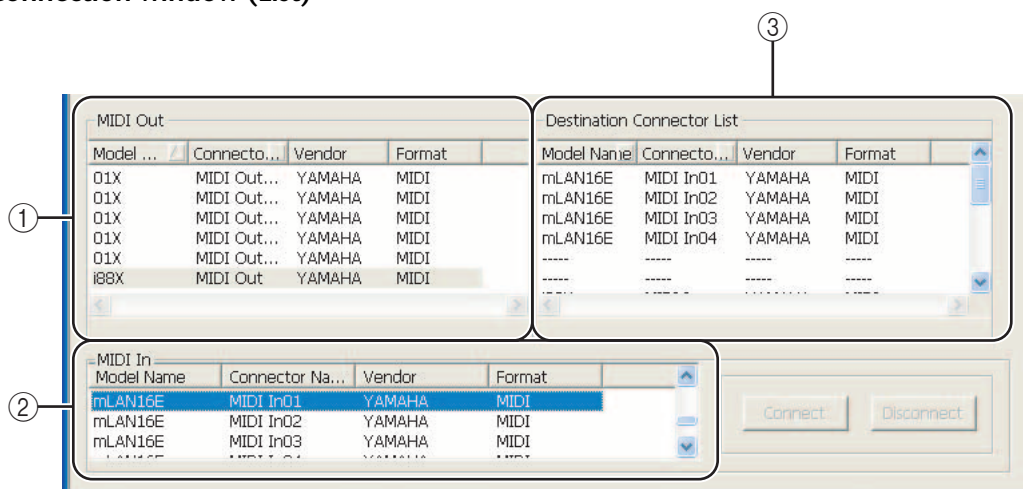 ③
MIDI Out
Model ... Connecto... Vendor Format
01X MIDI Out... YAMAHA MIDI
01X MIDI Out... YAMAHA MIDI
01X MIDI Out... YAMAHA MIDI
01X MIDI Out... YAMAHA MIDI
01X MIDI Out... YAMAHA MIDI
i88X MIDI Out YAMAHA MIDI
①
Destination Connector List
Model Name Connecto... Vendor Format
mLAN16E MIDI In01 YAMAHA MIDI
mLAN16E MIDI In02 YAMAHA MIDI
mLAN16E MIDI In03 YAMAHA MIDI
mLAN16E MIDI In04 YAMAHA MIDI
----- ----- ----- -----
----- ----- ----- -----
MIDI In
Model Name Connector Na... Vendor Format
mLAN16E MIDI In01 YAMAHA MIDI
mLAN16E MIDI In02 YAMAHA MIDI
mLAN16E MIDI In03 YAMAHA MIDI
②
Connect Disconnect